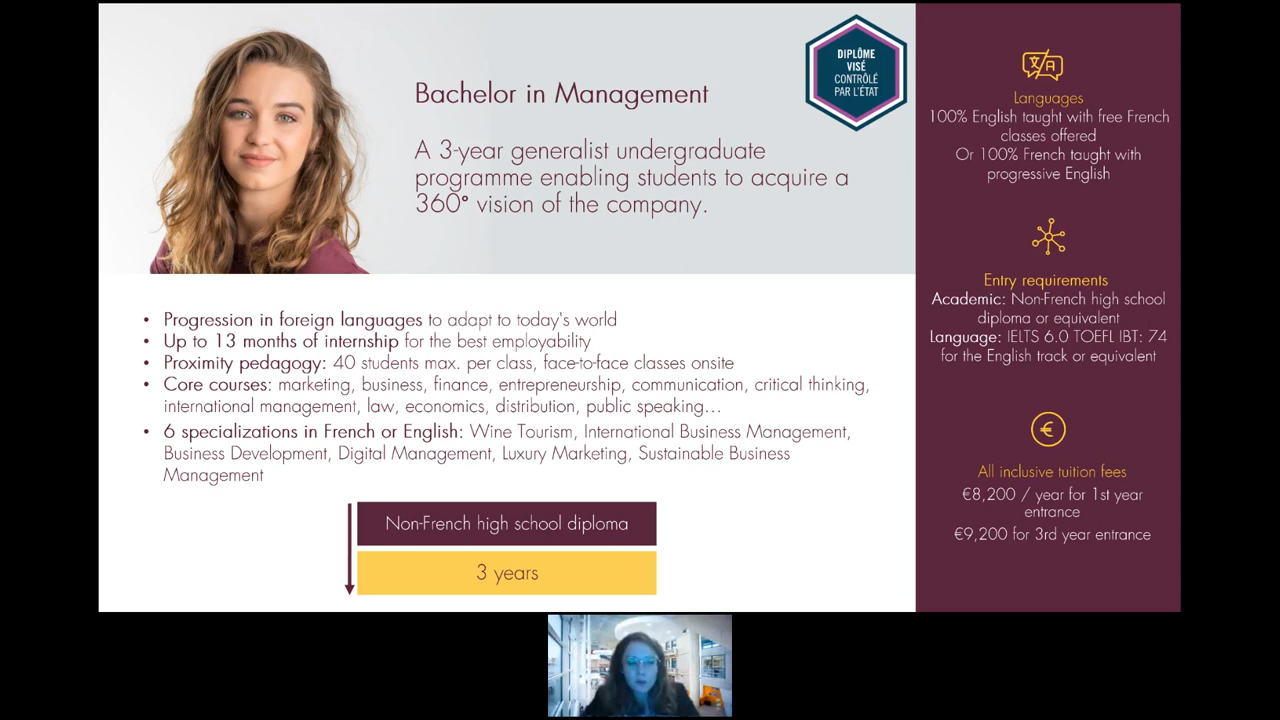 Bachelor in Management
A 3-year generalist undergraduate
programme enabling students to acquire a
360° vision of the company.
DIPLÔME
VISÉ
CONTRÔLÉ
PAR L'ÉTAT
• Progression in foreign languages to adapt to today's world
• Up to 13 months of internship for the best employability
• Proximity pedagogy: 40 students max. per class, face-to-face classes onsite
• Core courses: marketing, business, finance, entrepreneurship, communication, critical thinking,
international management, law, economics, distribution, public speaking...
• 6 specializations in French or English: Wine Tourism, International Business Management,
Business Development, Digital Management, Luxury Marketing, Sustainable Business
Management
Non-French high school diploma
3 years
Languages
100% English taught with free French
classes offered
Or 100% French taught with
progressive English
Entry requirements
Academic: Non-French high school
diploma or equivalent
Language: IELTS 6.0 TOEFL IBT: 74
for the English track or equivalent
All inclusive tuition fees
€8,200 / year for 1st year
entrance
€9,200 for 3rd year entrance